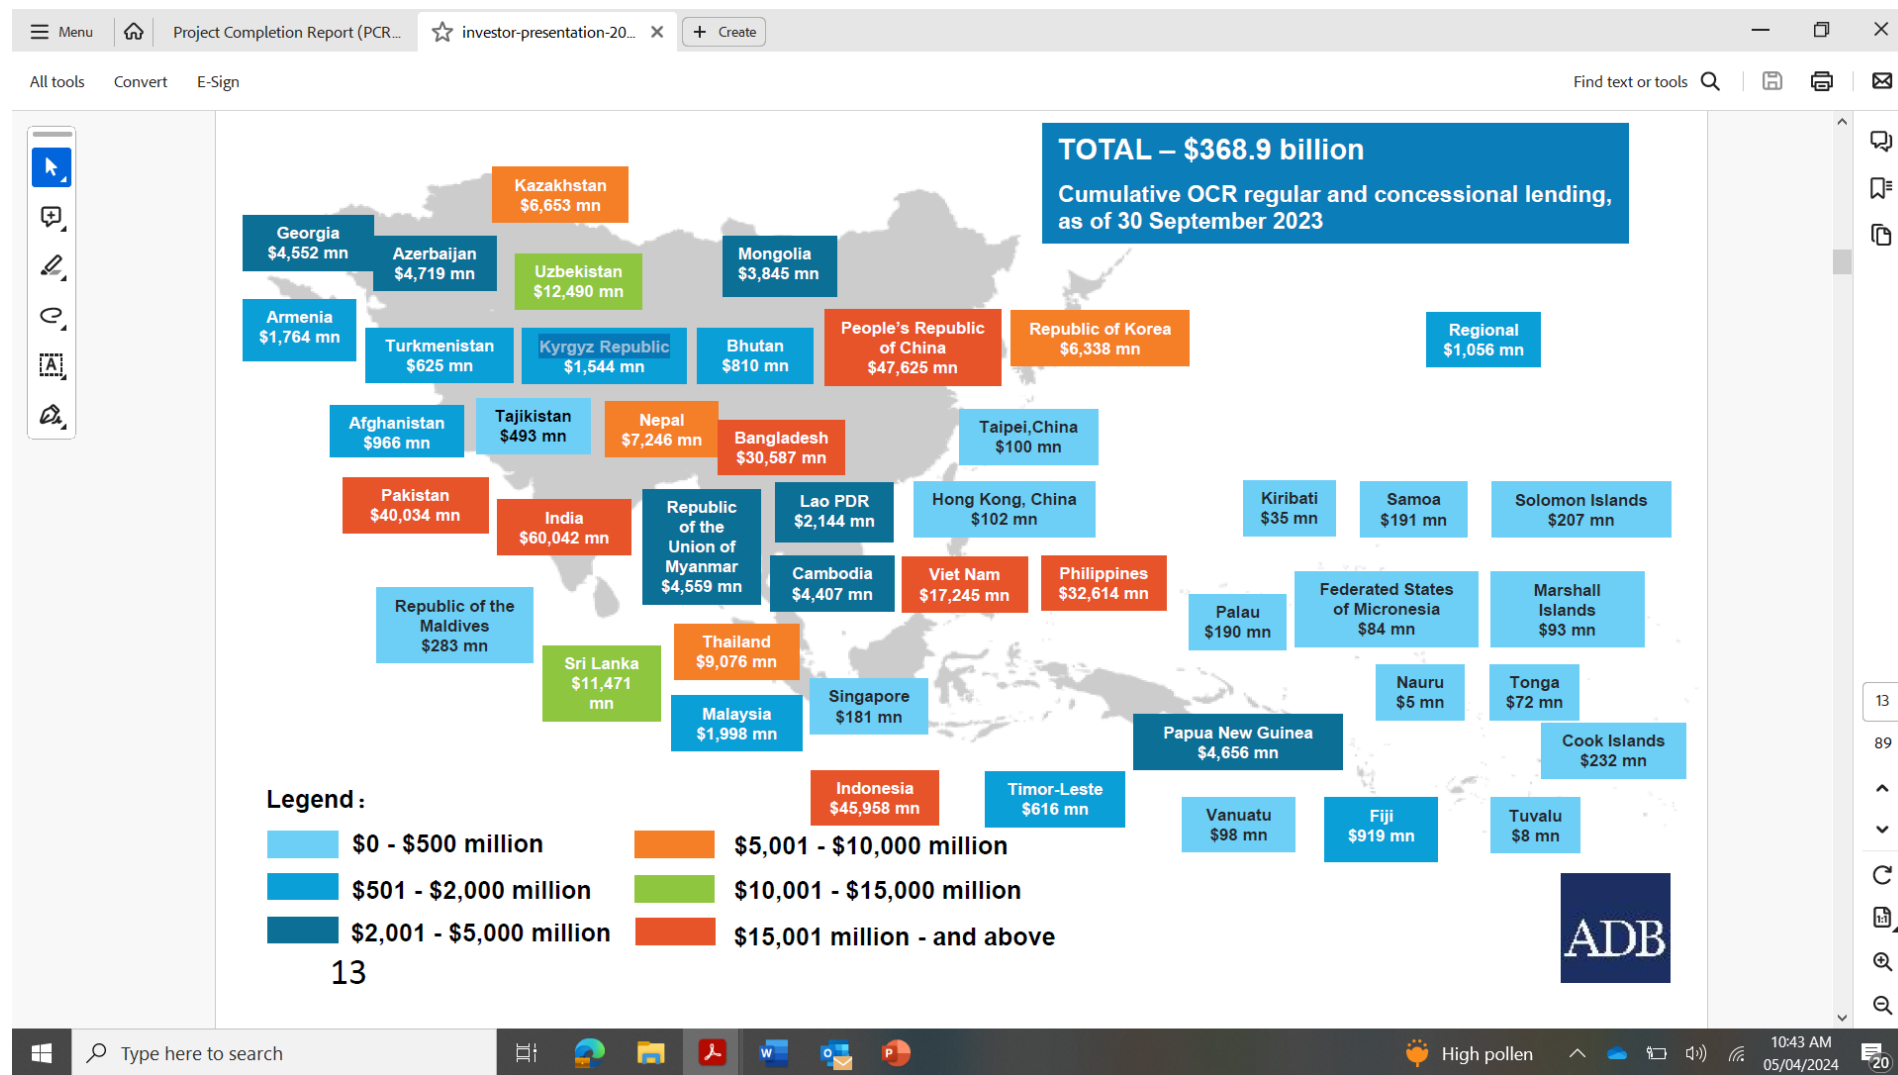 Menu
Project Completion Report (PCR...
investor-presentation-20...
Create
All tools
Convert
E-Sign
Find text or tools
TOTAL – $368.9 billion
Cumulative OCR regular and concessional lending,
as of 30 September 2023
Kazakhstan
$6,653 mn
Georgia
$4,552 mn
Azerbaijan
$4,719 mn
Uzbekistan
$12,490 mn
Mongolia
$3,845 mn
Armenia
$1,764 mn
Turkmenistan
$625 mn
Kyrgyz Republic
$1,544 mn
Bhutan
$810 mn
People's Republic
of China
$47,625 mn
Republic of Korea
$6,338 mn
Regional
$1,056 mn
Afghanistan
$966 mn
Tajikistan
$493 mn
Nepal
$7,246 mn
Bangladesh
$30,587 mn
Taipei,China
$100 mn
Pakistan
$40,034 mn
India
$60,042 mn
Republic
of the
Union of
Myanmar
$4,559 mn
Lao PDR
$2,144 mn
Hong Kong, China
$102 mn
Kiribati
$35 mn
Samoa
$191 mn
Solomon Islands
$207 mn
Cambodia
$4,407 mn
Viet Nam
$17,245 mn
Philippines
$32,614 mn
Republic of the
Maldives
$283 mn
Palau
$190 mn
Federated States
of Micronesia
$84 mn
Marshall
Islands
$93 mn
Thailand
$9,076 mn
Sri Lanka
$11,471
mn
Malaysia
$1,998 mn
Singapore
$181 mn
Nauru
$5 mn
Tonga
$72 mn
Papua New Guinea
$4,656 mn
Cook Islands
$232 mn
Indonesia
$45,958 mn
Timor-Leste
$616 mn
Vanuatu
$98 mn
Fiji
$919 mn
Tuvalu
$8 mn
Legend :
$0 - $500 million
$501 - $2,000 million
$2,001 - $5,000 million
$5,001 - $10,000 million
$10,001 - $15,000 million
$15,001 million - and above
13
ADB
13
89
Type here to search
High pollen
10:43 AM
05/04/2024
20